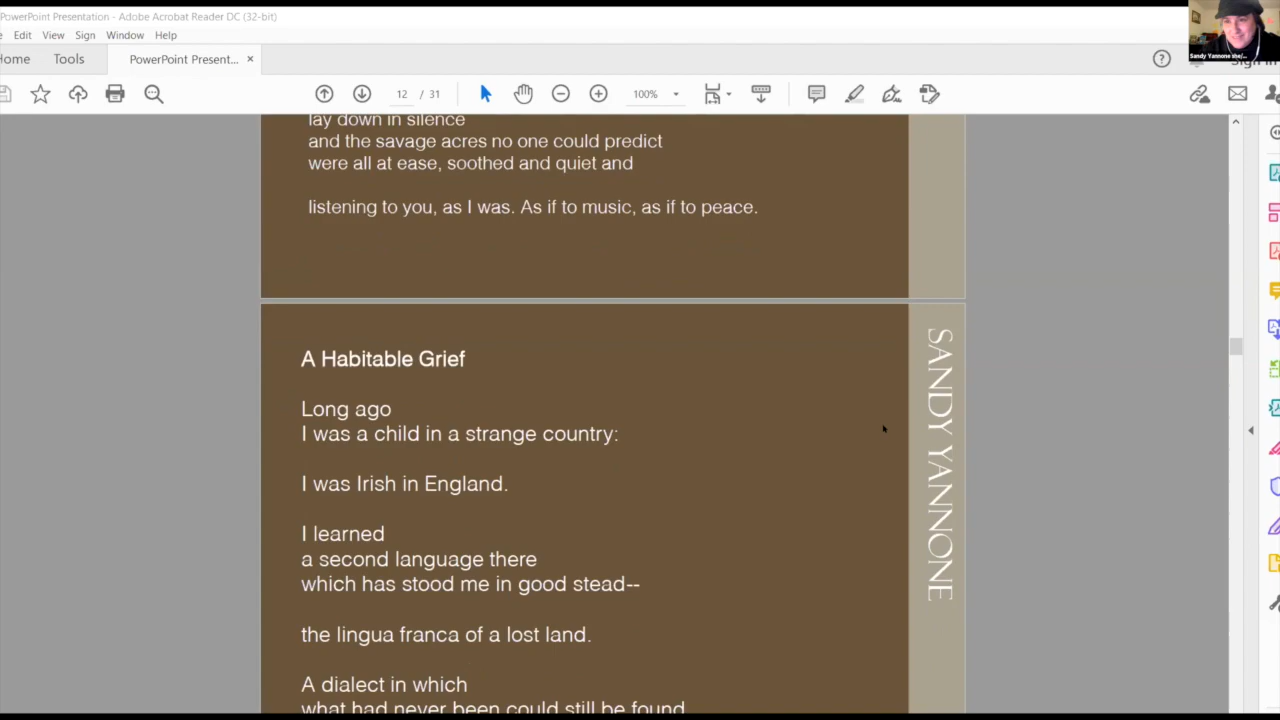 PowerPoint Presentation - Adobe Acrobat Reader DC (32-bit)
Edit View Sign Window Help
Home Tools PowerPoint Present... ×
12 / 31 100%
Sandy Yannone she/...
lay down in silence
and the savage acres no one could predict
were all at ease, soothed and quiet and
listening to you, as I was. As if to music, as if to peace.
A Habitable Grief
Long ago
I was a child in a strange country:
I was Irish in England.
I learned
a second language there
which has stood me in good stead--
the lingua franca of a lost land.
A dialect in which
what had never been could still be found
SANDY YANNONE